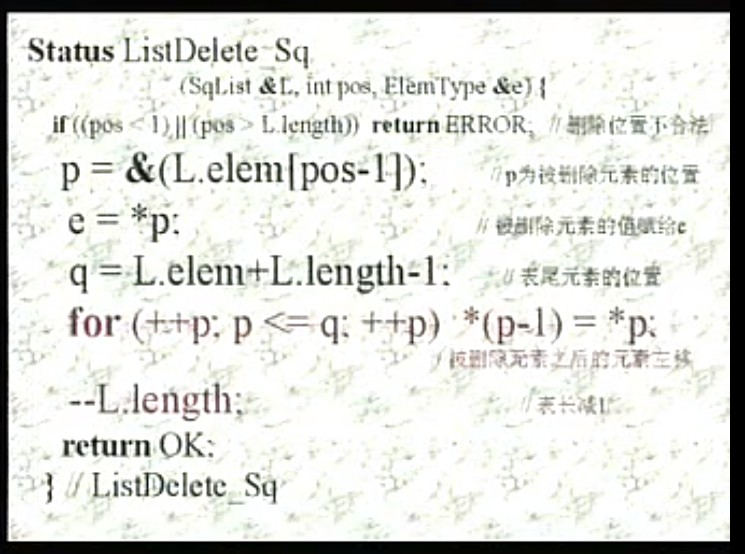 Status ListDelete_Sq
(SqList &L, int pos, ElemType &e) {
if ((pos < 1) || (pos > L.length)) return ERROR; // 删除位置不合法
p = &(L.elem[pos-1]); // p为被删除元素的位置
e = *p; // 被删除元素的值赋给e
q = L.elem+L.length-1; // 表尾元素的位置
for (++p; p <= q; ++p) *(p-1) = *p;
// 被删除元素之后的元素左移
--L.length; // 表长减1
return OK;
} // ListDelete_Sq